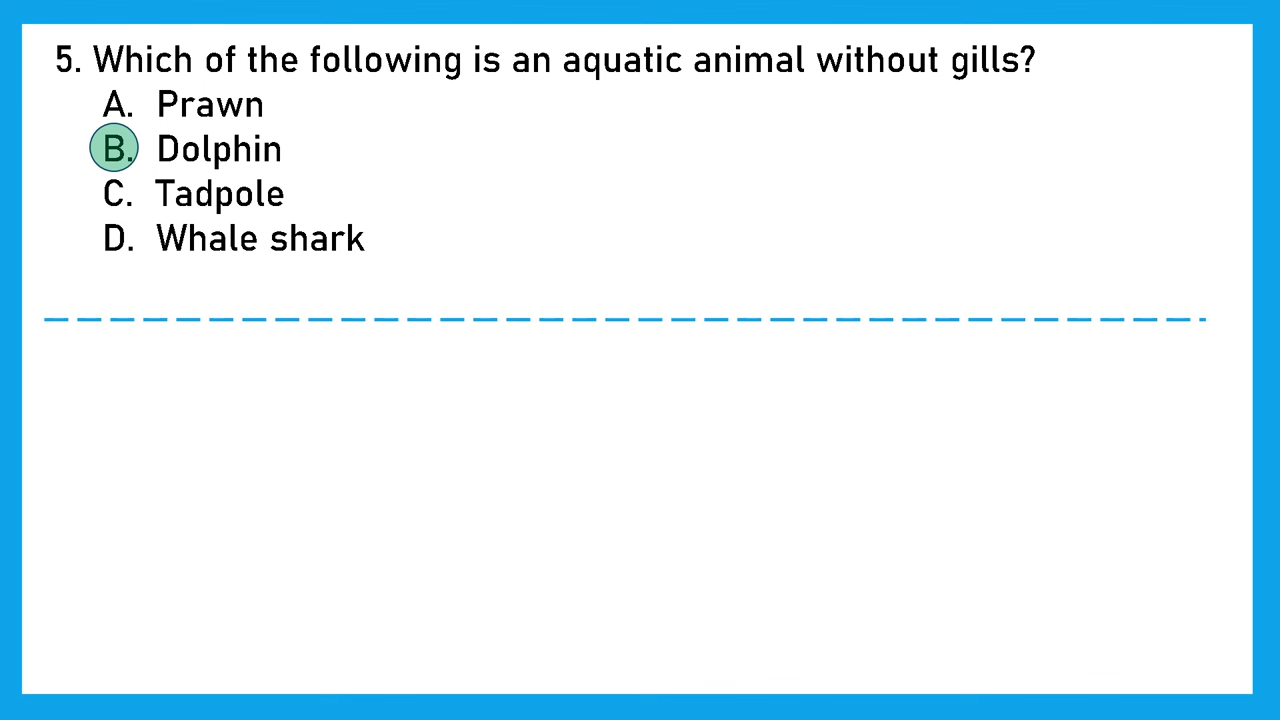 5. Which of the following is an aquatic animal without gills?
A. Prawn
B. Dolphin
C. Tadpole
D. Whale shark